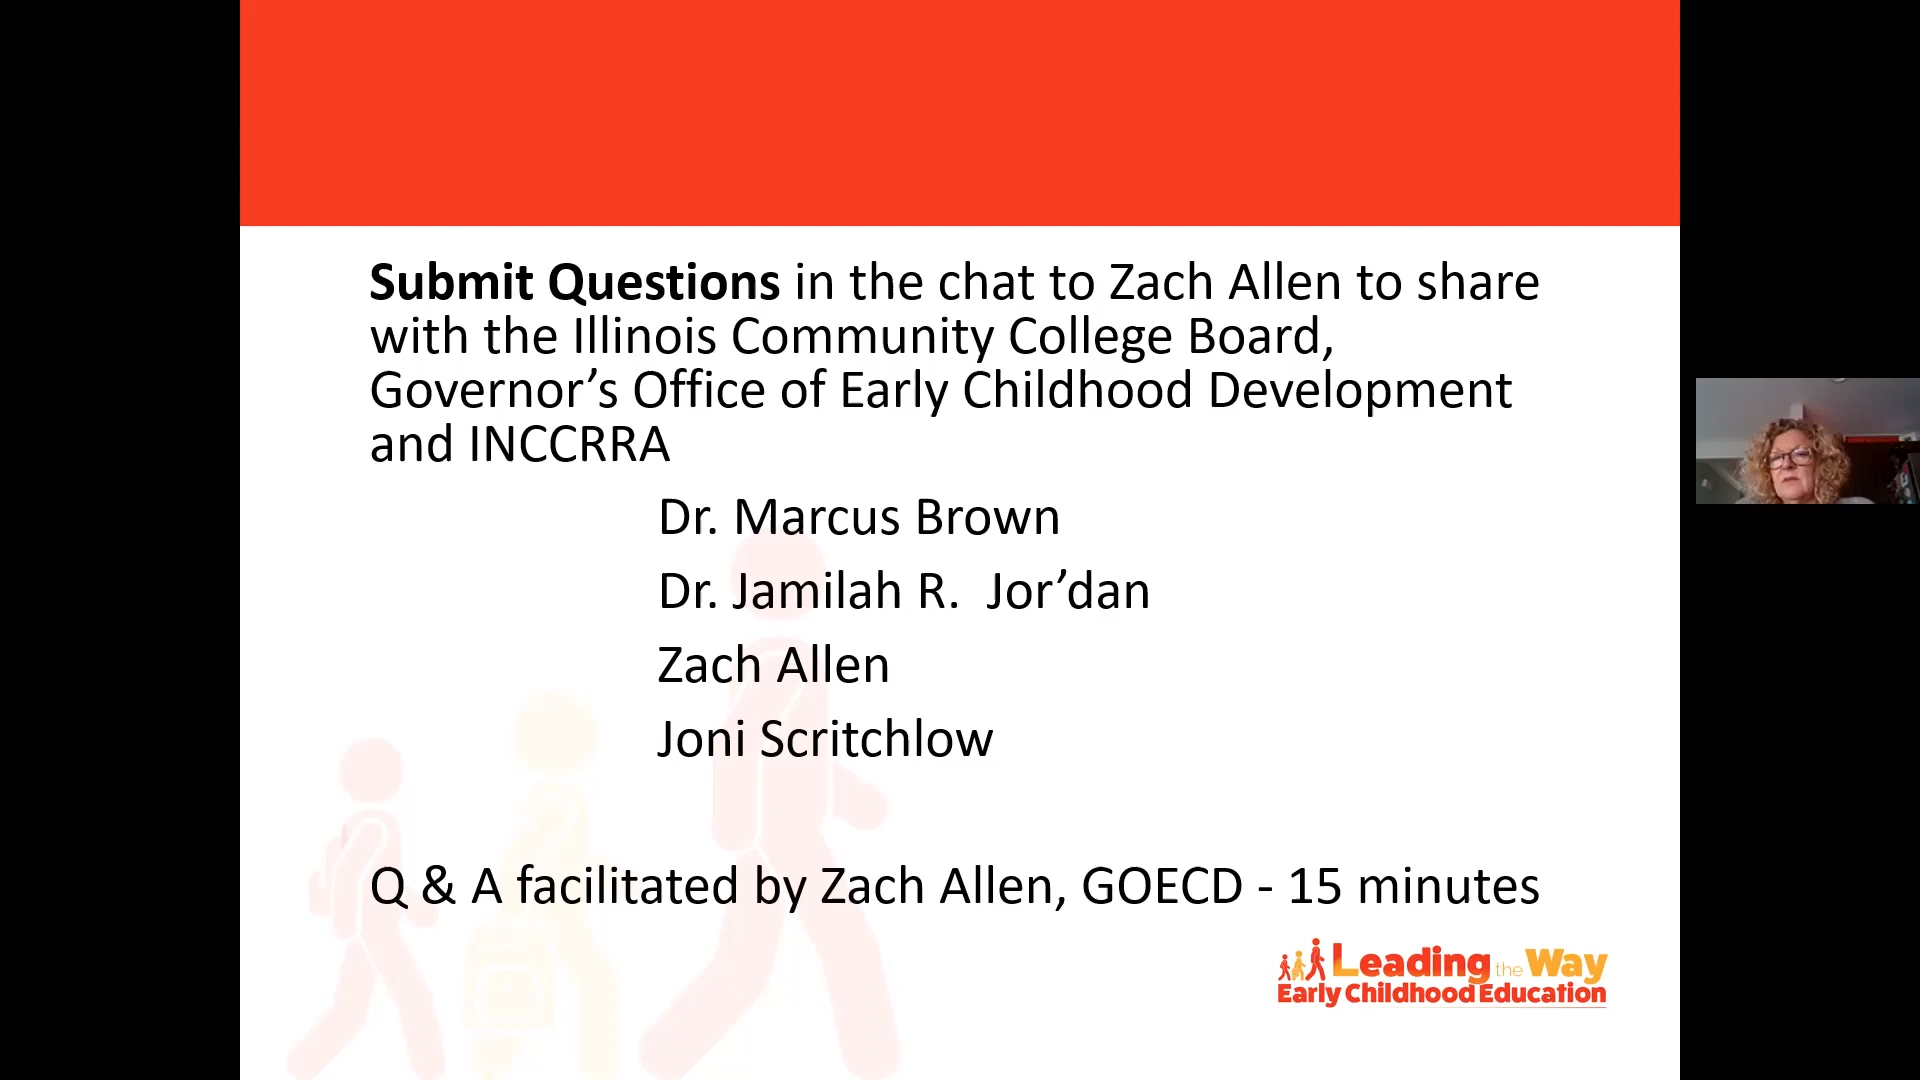 Submit Questions in the chat to Zach Allen to share
with the Illinois Community College Board,
Governor’s Office of Early Childhood Development
and INCCRRA
Dr. Marcus Brown
Dr. Jamilah R.  Jor’dan
Zach Allen
Joni Scritchlow
Q & A facilitated by Zach Allen, GOECD - 15 minutes
Leading the Way
Early Childhood Education